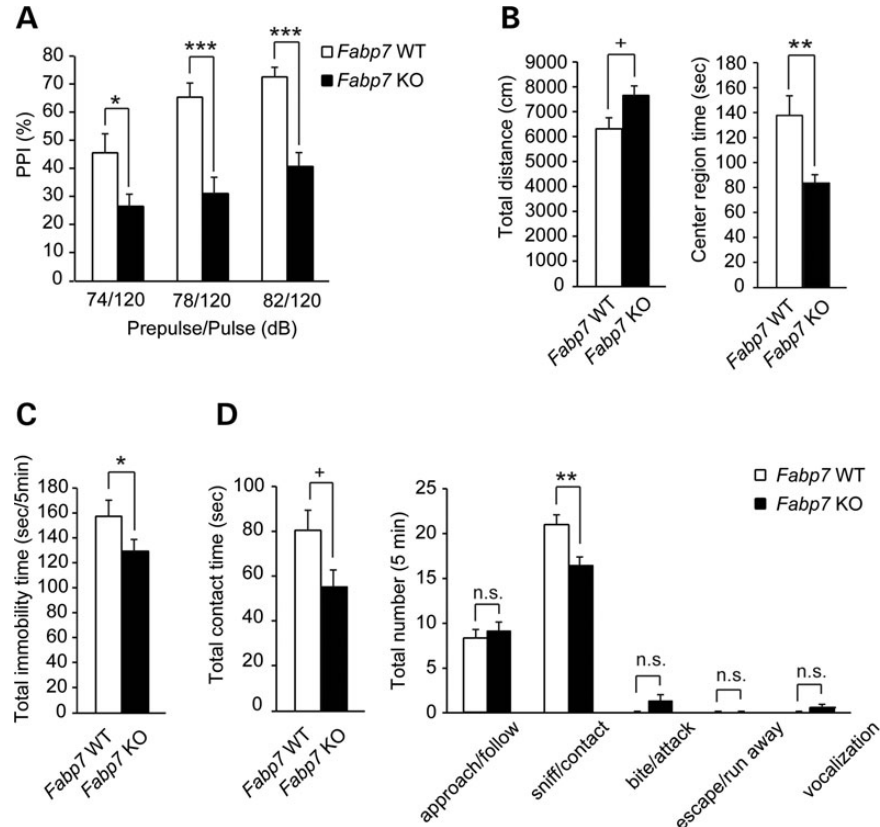 A
PPI (%)
80
70
60
50
40
30
20
10
0
*
***
***
Fabp7 WT
Fabp7 KO
74/120 78/120 82/120
Prepulse/Pulse (dB)
B
Total distance (cm)
9000
8000
7000
6000
5000
4000
3000
2000
1000
0
+
Fabp7 WT
Fabp7 KO
Center region time (sec)
180
160
140
120
100
80
60
40
20
0
**
Fabp7 WT
Fabp7 KO
C
Total immobility time (sec/5min)
180
160
140
120
100
80
60
40
20
0
*
Fabp7 WT
Fabp7 KO
D
Total contact time (sec)
100
80
60
40
20
0
+
Fabp7 WT
Fabp7 KO
Total number (5 min)
25
20
15
10
5
0
n.s.
**
n.s.
n.s.
n.s.
Fabp7 WT
Fabp7 KO
approach/follow
sniff/contact
bite/attack
escape/run away
vocalization